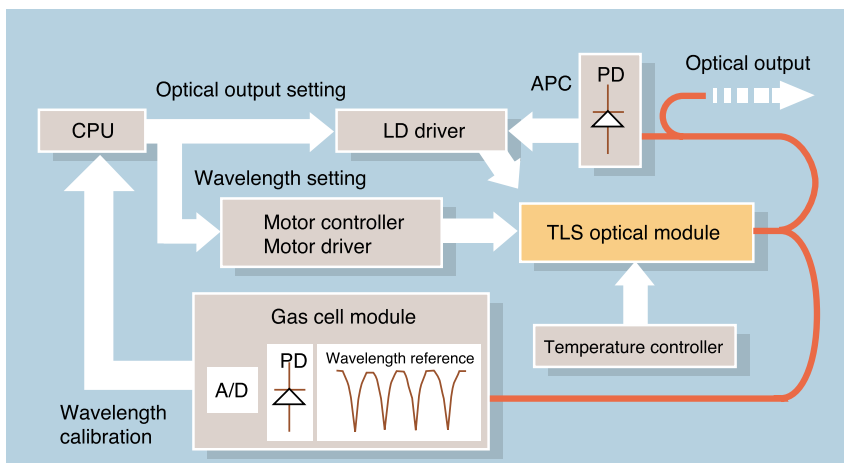 Optical output setting
APC
PD
Optical output
CPU
LD driver
Wavelength setting
Motor controller
Motor driver
TLS optical module
Gas cell module
Temperature controller
A/D
PD
Wavelength reference
Wavelength
calibration